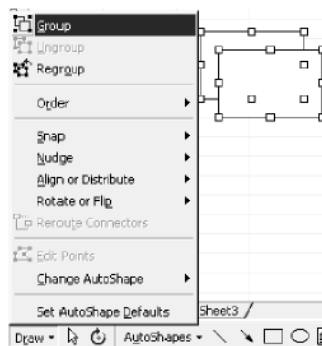 Group
Ungroup
Regroup
Order
Snap
Nudge
Align or Distribute
Rotate or Flip
Reroute Connectors
Edit Points
Change AutoShape
Set AutoShape Defaults
Sheet3
Draw
AutoShapes